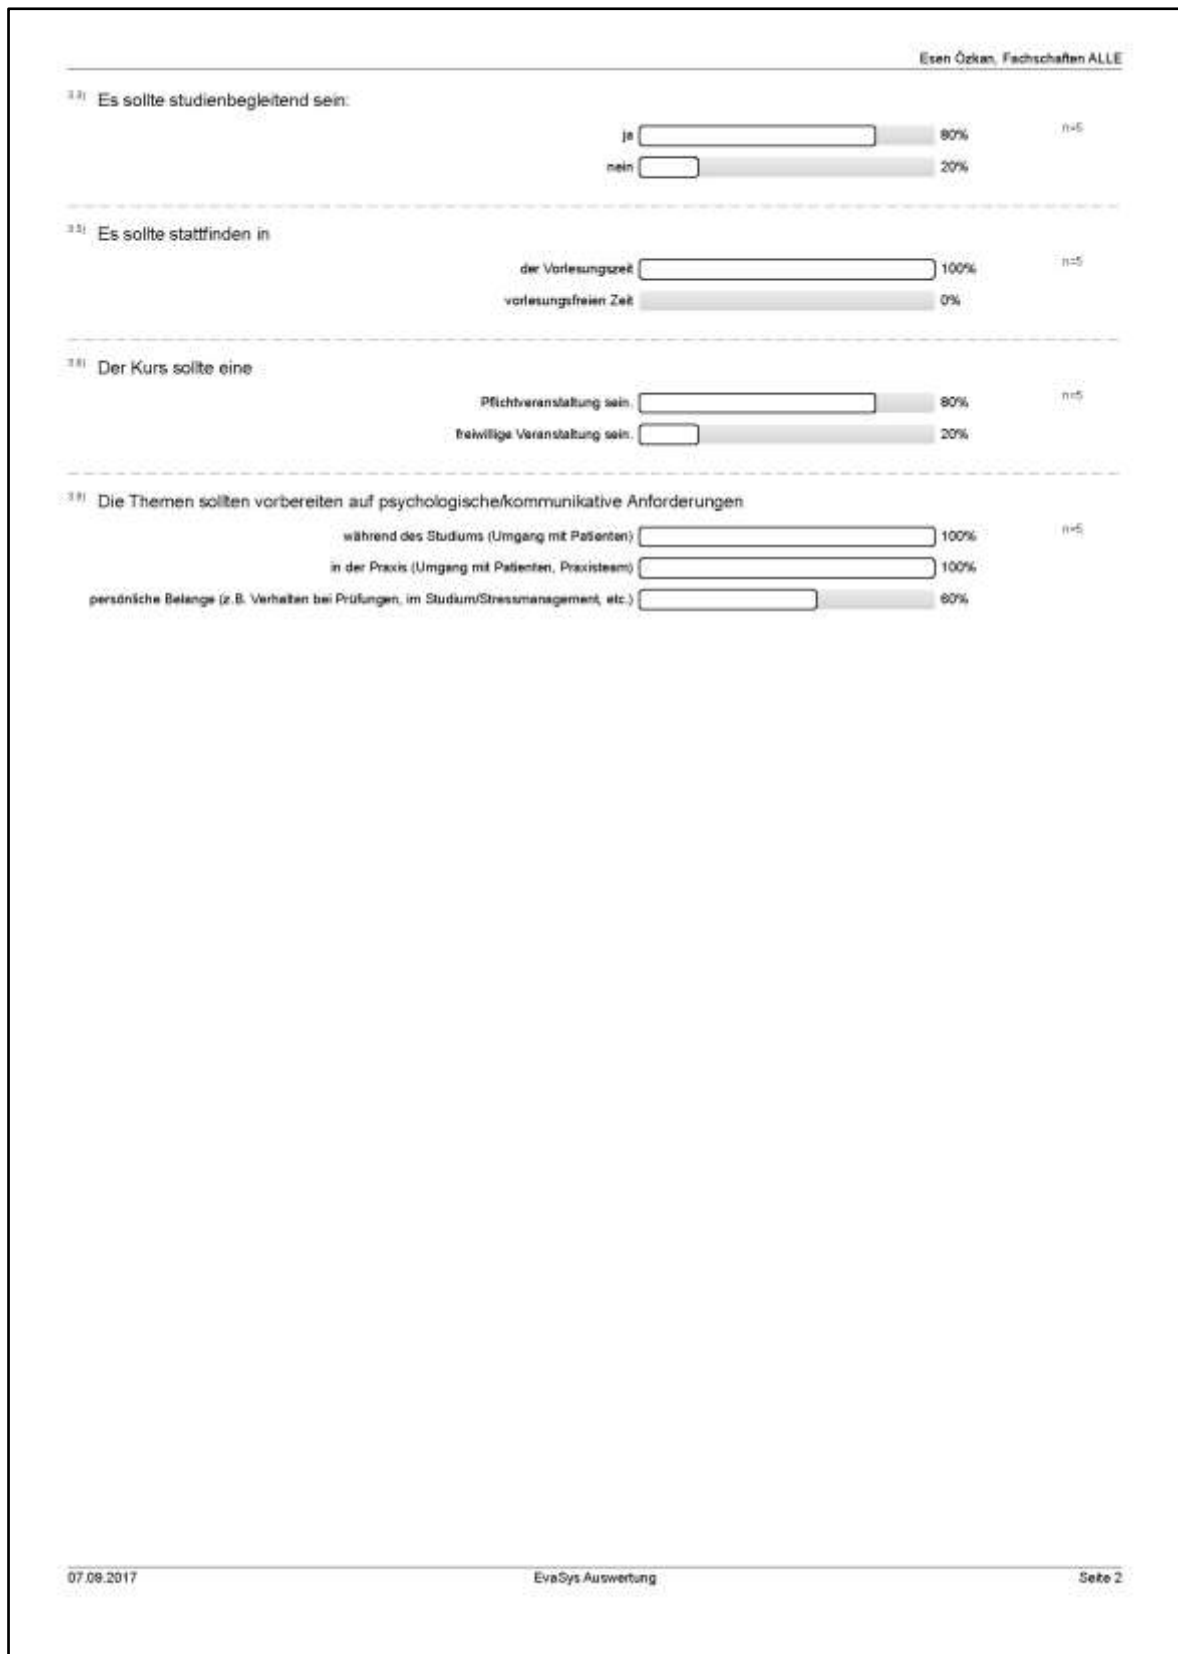 Esen Özkan, Fachschaften ALLE
Es sollte studienbegleitend sein:
ja 80% n=5
nein 20%
3.5) Es sollte stattfinden in
der Vorlesungszeit 100% n=5
vorlesungsfreien Zeit 0%
Der Kurs sollte eine
Pflichtveranstaltung sein. 80% n=5
freiwillige Veranstaltung sein. 20%
Die Themen sollten vorbereiten auf psychologische/kommunikative Anforderungen
während des Studiums (Umgang mit Patienten) 100% n=5
in der Praxis (Umgang mit Patienten, Praxisteam) 100%
persönliche Belange (z.B. Verhalten bei Prüfungen, im Studium/Stressmanagement, etc.) 60%
07.09.2017 EvaSys Auswertung Seite 2